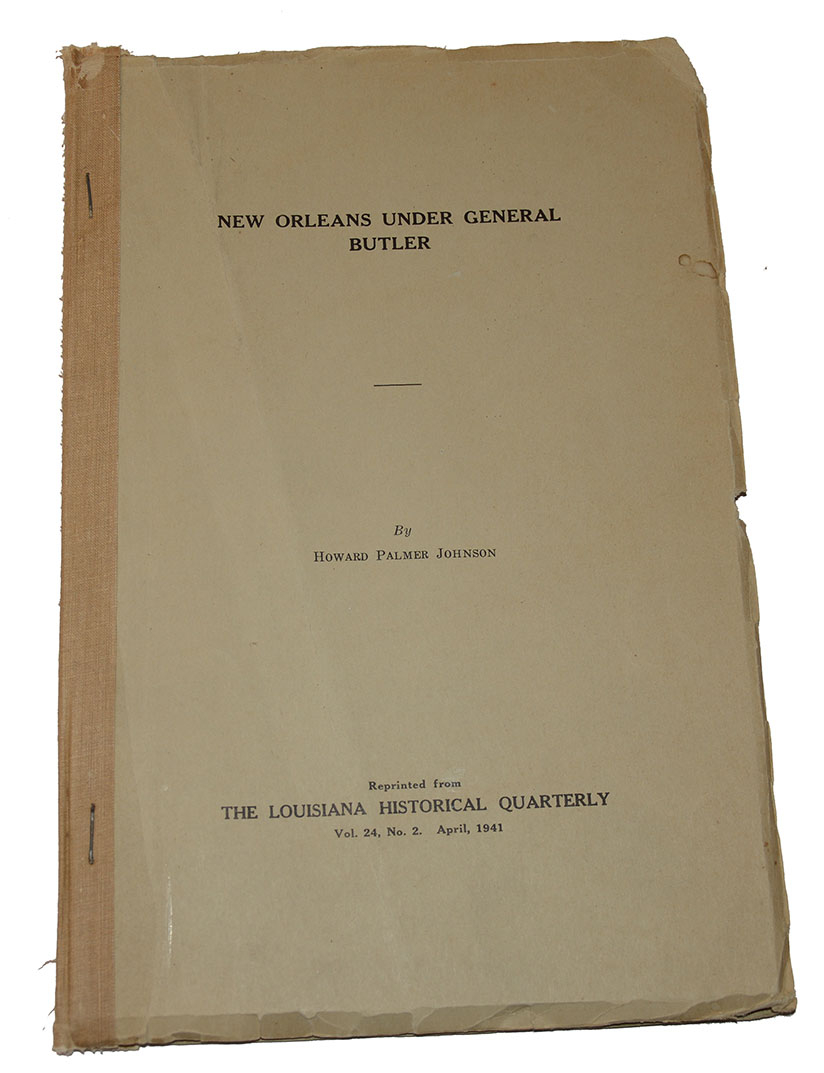 NEW ORLEANS UNDER GENERAL
BUTLER
By
HOWARD PALMER JOHNSON
Reprinted from
THE LOUISIANA HISTORICAL QUARTERLY
Vol. 24, No. 2. April, 1941